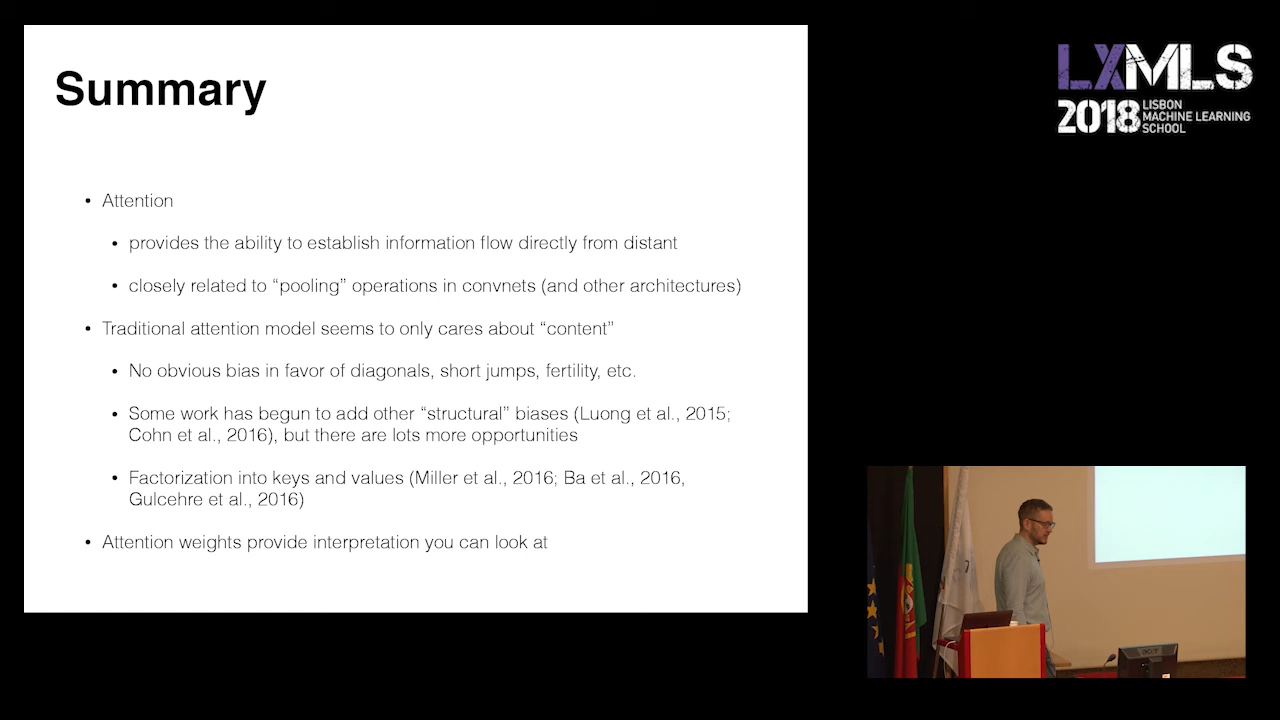 Summary
• Attention
• provides the ability to establish information flow directly from distant
• closely related to “pooling” operations in convnets (and other architectures)
• Traditional attention model seems to only cares about “content”
• No obvious bias in favor of diagonals, short jumps, fertility, etc.
• Some work has begun to add other “structural” biases (Luong et al., 2015;
Cohn et al., 2016), but there are lots more opportunities
• Factorization into keys and values (Miller et al., 2016; Ba et al., 2016,
Gulcehre et al., 2016)
• Attention weights provide interpretation you can look at
LXMLS
2018 LISBON
MACHINE LEARNING
SCHOOL
acer